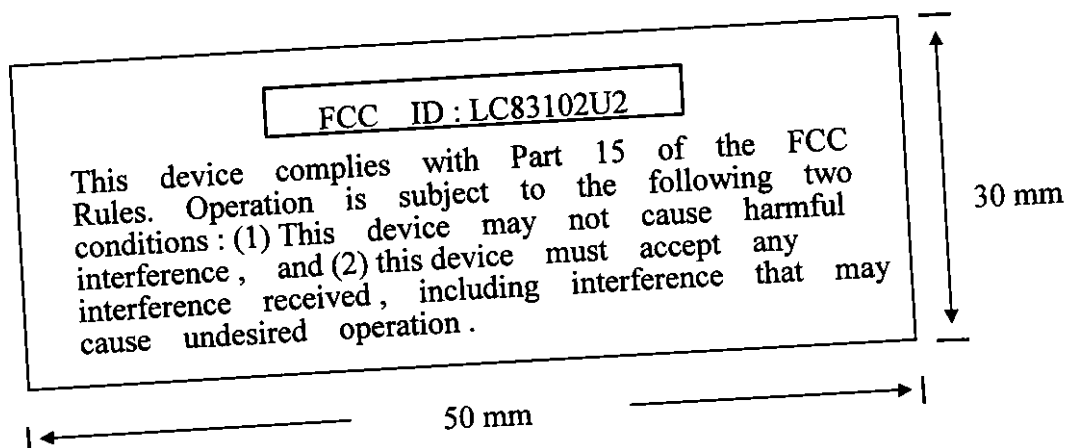 FCC ID : LC83102U2
This device complies with Part 15 of the FCC
Rules. Operation is subject to the following two
conditions : (1) This device may not cause harmful
interference , and (2) this device must accept any
interference received , including interference that may
cause undesired operation .
30 mm
50 mm